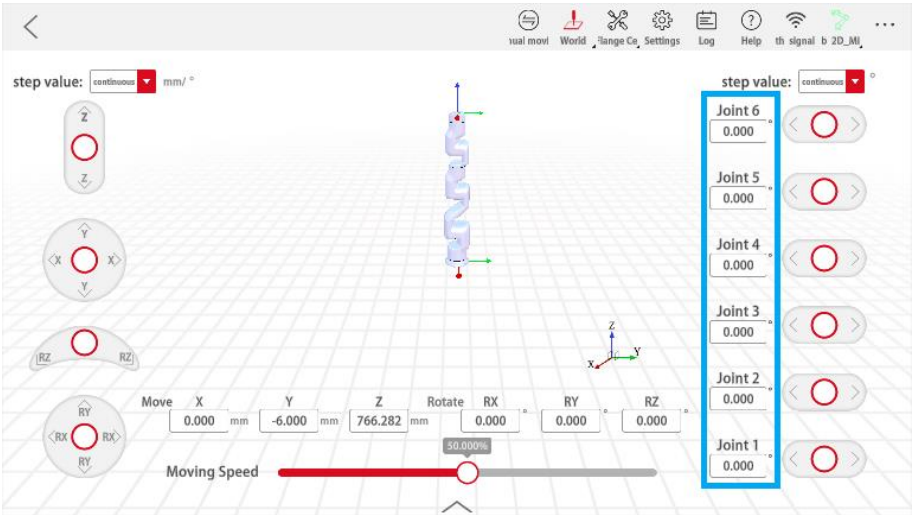 ual movi World Flange Ce Settings Log Help th signal b 2D_MI
step value: continuous mm/ °
step value: continuous °
Z
Z
Y
X X
Y
RZ RZ
RY
RX RX
RY
Joint 6
0.000 °
Joint 5
0.000 °
Joint 4
0.000 °
Joint 3
0.000 °
Joint 2
0.000 °
Joint 1
0.000 °
Z
X Y
Move X Y Z Rotate RX RY RZ
0.000 mm -6.000 mm 766.282 mm 0.000 ° 0.000 ° 0.000 °
50.000%
Moving Speed